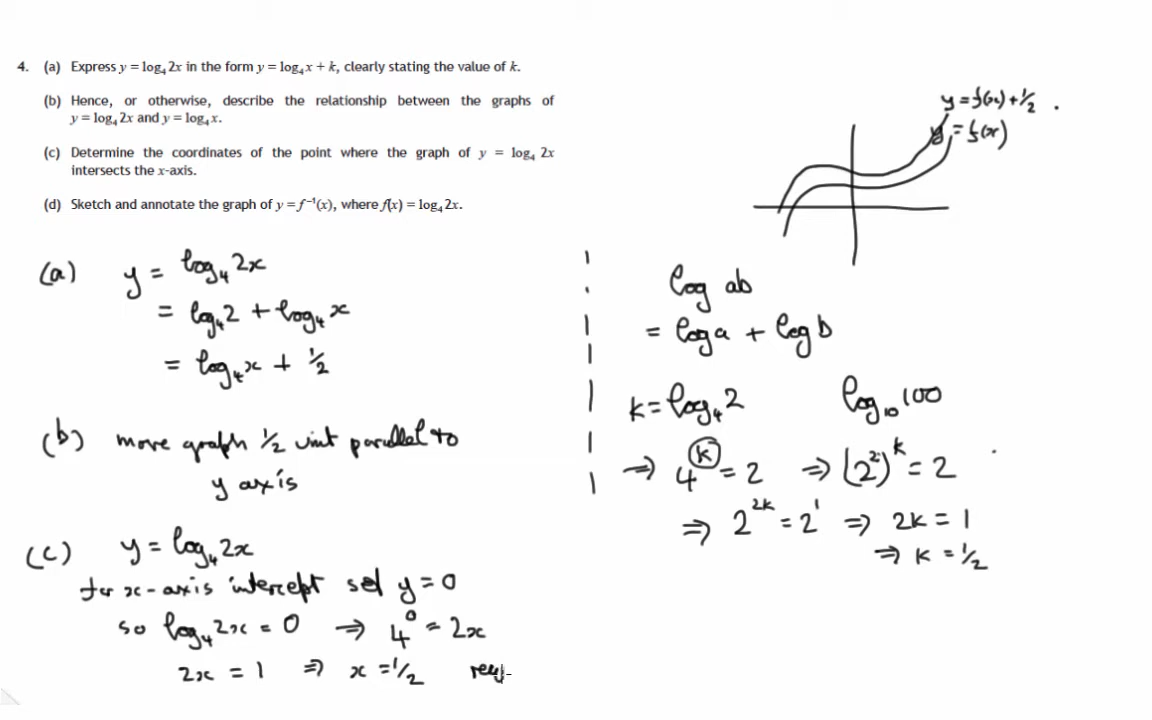 4. (a) Express y = log₄ 2x in the form y = log₄ x + k, clearly stating the value of k.
(b) Hence, or otherwise, describe the relationship between the graphs of
y = log₄ 2x and y = log₄ x.
(c) Determine the coordinates of the point where the graph of y = log₄ 2x
intersects the x-axis.
(d) Sketch and annotate the graph of y = f⁻¹(x), where f(x) = log₄ 2x.
y = f(x) + 1/2 .
y = f(x)
(a) y = log₄ 2x
= log₄ 2 + log₄ x
= log₄ x + 1/2
(b) move graph 1/2 unit parallel to
y axis
(c) y = log₄ 2x
for x-axis intercept set y = 0
so log₄ 2x = 0 ⇒ 4⁰ = 2x
2x = 1 ⇒ x = 1/2
log ab
= log a + log b
k = log₄ 2 log₁₀ 100
⇒ 4ᵏ = 2 ⇒ (2²)ᵏ = 2
⇒ 2²ᵏ = 2¹ ⇒ 2k = 1
⇒ k = 1/2